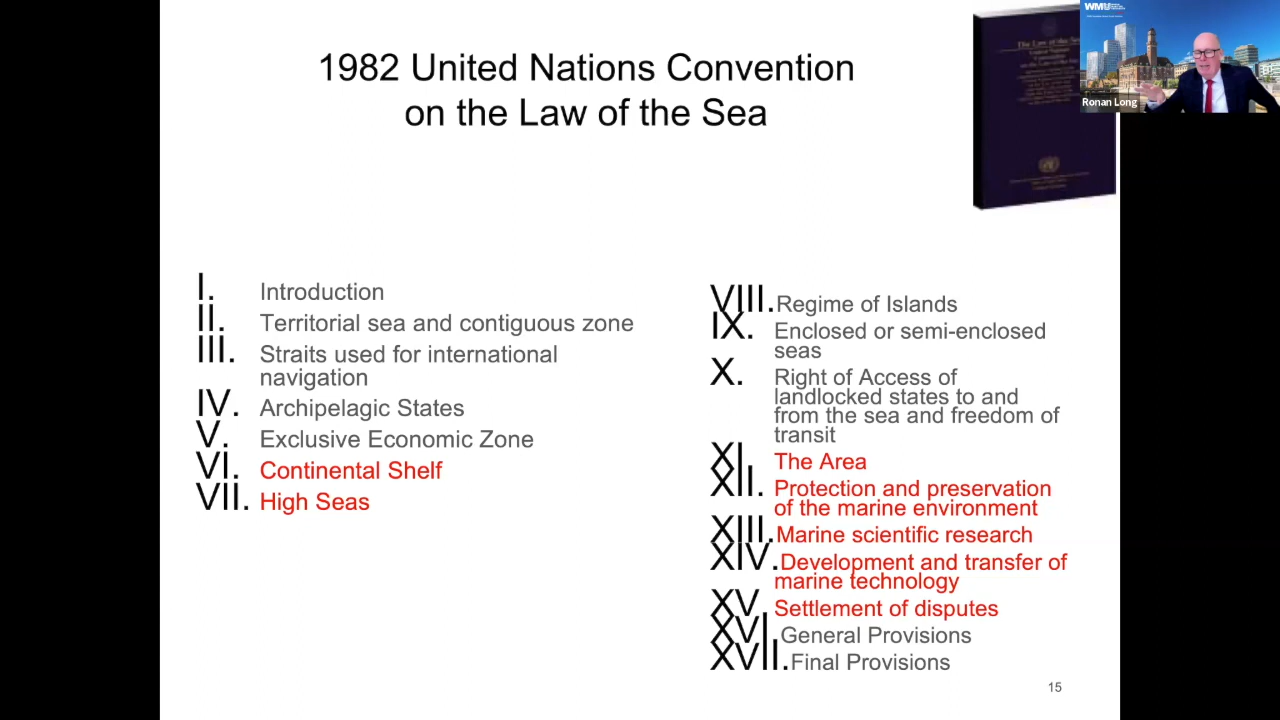 1982 United Nations Convention
on the Law of the Sea
WMU
Ronan Long
The Law of the Sea
I. Introduction
II. Territorial sea and contiguous zone
III. Straits used for international
navigation
IV. Archipelagic States
V. Exclusive Economic Zone
VI. Continental Shelf
VII. High Seas
VIII. Regime of Islands
IX. Enclosed or semi-enclosed
seas
X. Right of Access of
landlocked states to and
from the sea and freedom of
transit
XI. The Area
XII. Protection and preservation
of the marine environment
XIII. Marine scientific research
XIV. Development and transfer of
marine technology
XV. Settlement of disputes
XVI. General Provisions
XVII. Final Provisions
15